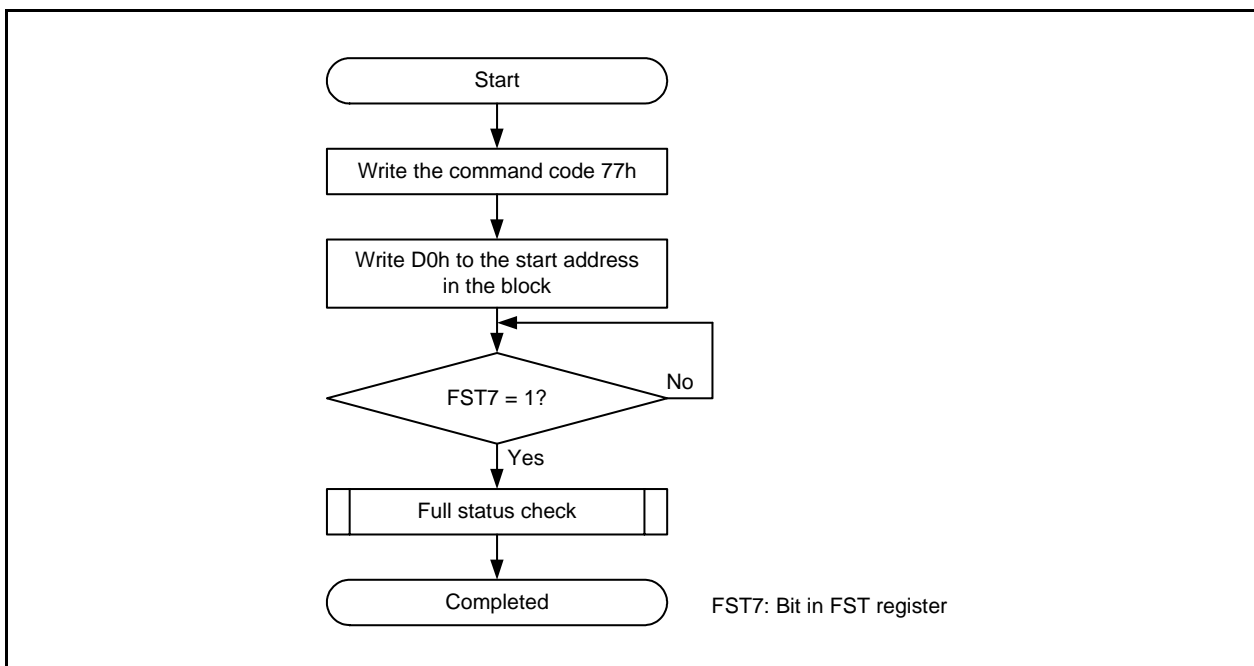 Start
Write the command code 77h
Write D0h to the start address
in the block
FST7 = 1?
No
Yes
Full status check
Completed
FST7: Bit in FST register